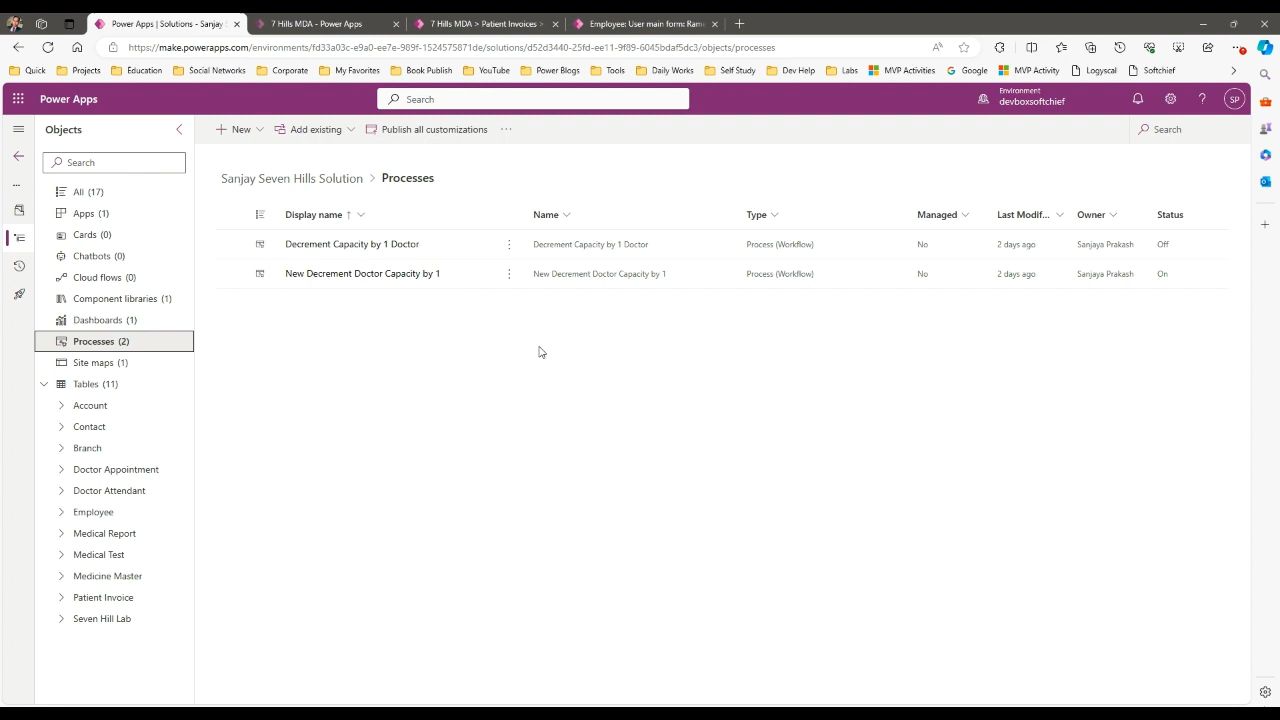 Power Apps | Solutions - Sanjay S
7 Hills MDA - Power Apps
7 Hills MDA > Patient Invoices >
Employee: User main form: Rame
https://make.powerapps.com/environments/fd33a03c-e9a0-ee7e-989f-1524575871de/solutions/d52d3440-25fd-ee11-9f89-6045bdaf5dc3/objects/processes
Quick
Projects
Education
Social Networks
Corporate
My Favorites
Book Publish
YouTube
Power Blogs
Tools
Daily Works
Self Study
Dev Help
Labs
MVP Activities
Google
MVP Activity
Logyscal
Softchief
Power Apps
Search
Environment
devboxsoftchief
SP
Objects
New
Add existing
Publish all customizations
Search
Search
All (17)
Apps (1)
Cards (0)
Chatbots (0)
Cloud flows (0)
Component libraries (1)
Dashboards (1)
Processes (2)
Site maps (1)
Tables (11)
Account
Contact
Branch
Doctor Appointment
Doctor Attendant
Employee
Medical Report
Medical Test
Medicine Master
Patient Invoice
Seven Hill Lab
Sanjay Seven Hills Solution > Processes
Display name ↑ Name Type Managed Last Modif... Owner Status
Decrement Capacity by 1 Doctor Decrement Capacity by 1 Doctor Process (Workflow) No 2 days ago Sanjaya Prakash Off
New Decrement Doctor Capacity by 1 New Decrement Doctor Capacity by 1 Process (Workflow) No 2 days ago Sanjaya Prakash On